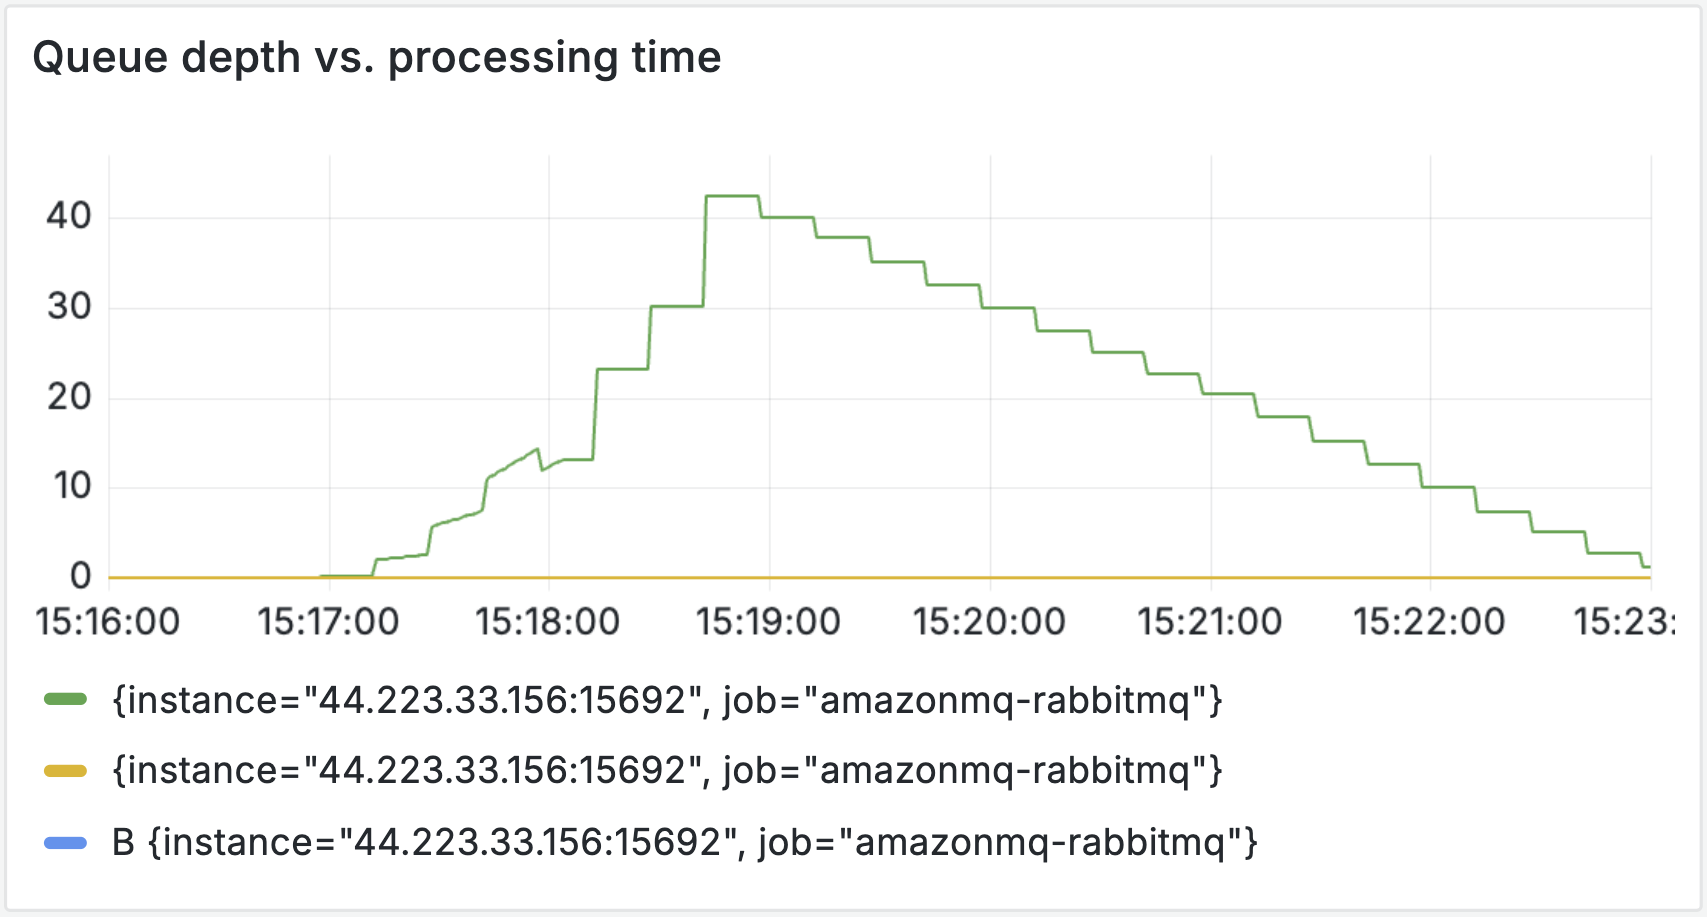 Queue depth vs. processing time
40
30
20
10
0
15:16:00 15:17:00 15:18:00 15:19:00 15:20:00 15:21:00 15:22:00 15:23:
{instance="44.223.33.156:15692", job="amazonmq-rabbitmq"}
{instance="44.223.33.156:15692", job="amazonmq-rabbitmq"}
B {instance="44.223.33.156:15692", job="amazonmq-rabbitmq"}